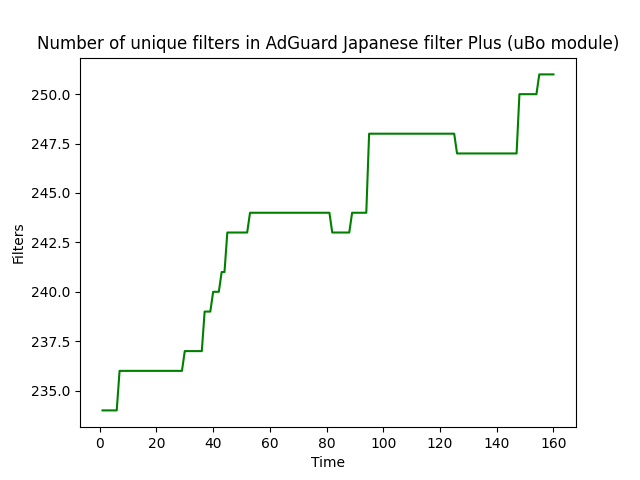 Number of unique filters in AdGuard Japanese filter Plus (uBo module)
250.0
247.5
245.0
242.5
240.0
237.5
235.0
Filters
0 20 40 60 80 100 120 140 160
Time